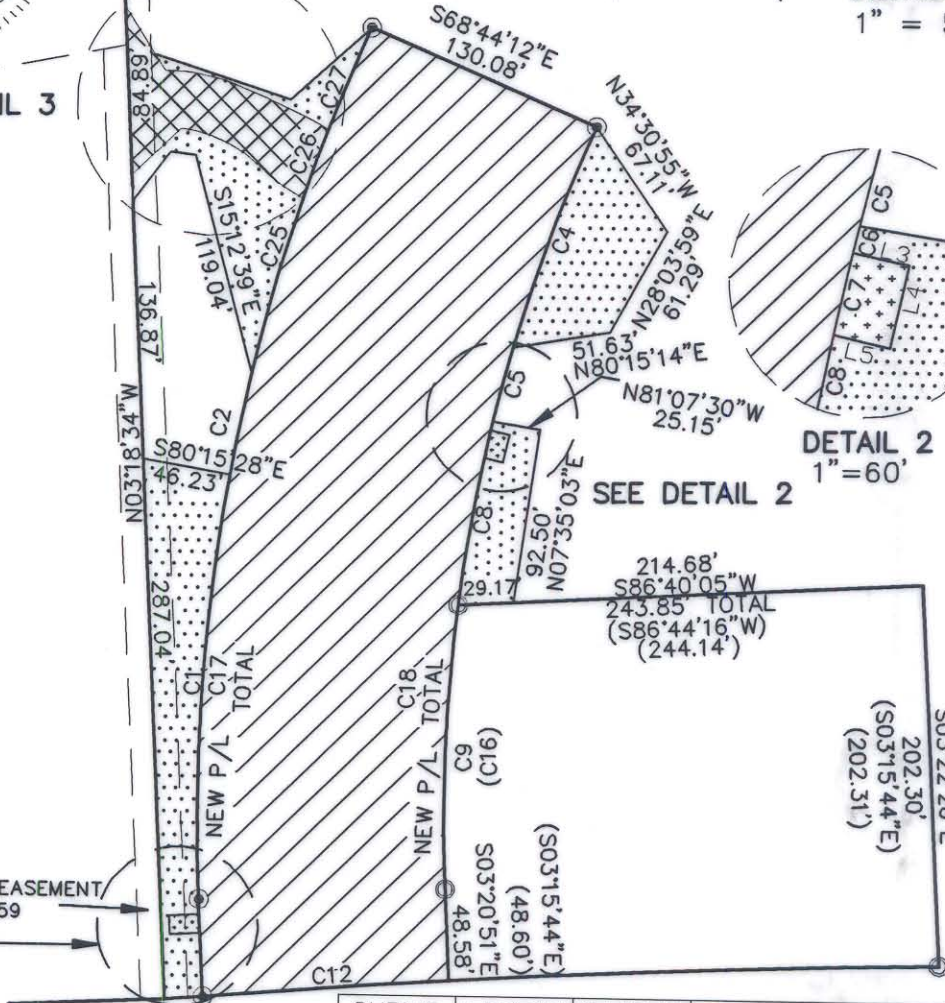 S68°44'12"E
130.08'
1" =
IL 3
84.89
C27
C26
C25
S15°12'39"E
119.04'
N34°30'55"W
67.11'
N28°03'59"E
61.29'
C4
51.63'
N80°15'14"E
N81°07'30"W
25.15'
C5
C5
C6
C7
L4
L5
C8
DETAIL 2
1"=60'
136.87'
N03°18'34"W
C2
S80°15'28"E
46.23'
SEE DETAIL 2
C8
92.50'
N07°35'03"E
29.17'
214.68'
S86°40'05"W
243.85' TOTAL
(S86°44'16"W)
(244.14')
287.04'
C1
C17
TOTAL
NEW P/L
C18
TOTAL
NEW P/L
C9
(C16)
202.30'
(S03°15'44"E)
(202.31')
S03°20'51"E
48.58'
(S03°15'44"E)
(48.60')
EASEMENT
59
C12